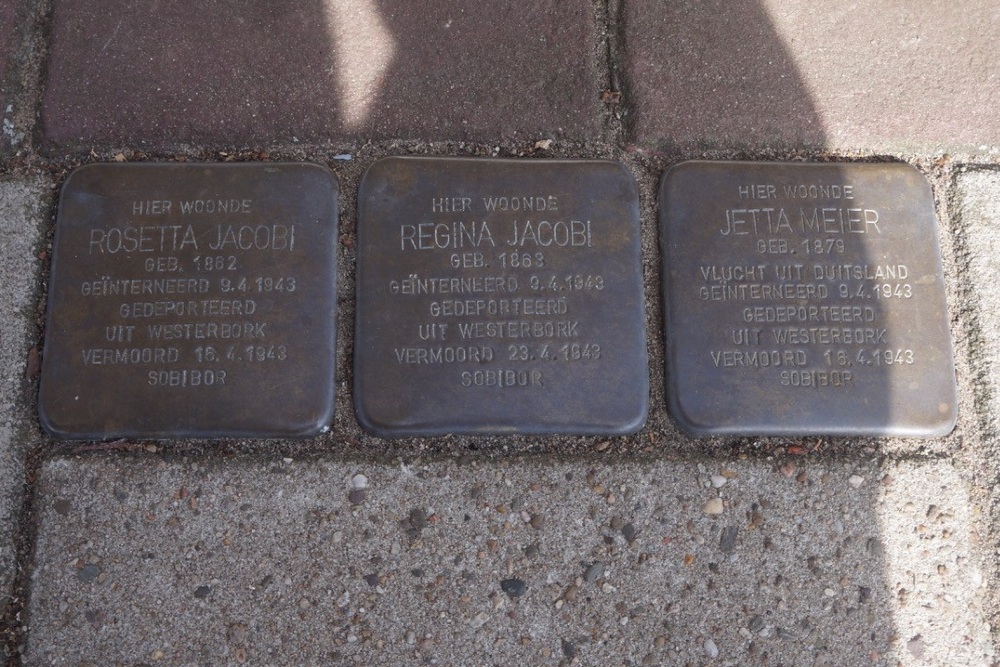 HIER WOONDE
ROSETTA JACOBI
GEB. 1862
GEÏNTERNEERD 9.4.1943
GEDEPORTEERD
UIT WESTERBORK
VERMOORD 16.4.1943
SOBIBOR
HIER WOONDE
REGINA JACOBI
GEB. 1863
GEÏNTERNEERD 9.4.1943
GEDEPORTEERD
UIT WESTERBORK
VERMOORD 23.4.1943
SOBIBOR
HIER WOONDE
JETTA MEIER
GEB. 1879
VLUCHT UIT DUITSLAND
GEÏNTERNEERD 9.4.1943
GEDEPORTEERD
UIT WESTERBORK
VERMOORD 16.4.1943
SOBIBOR